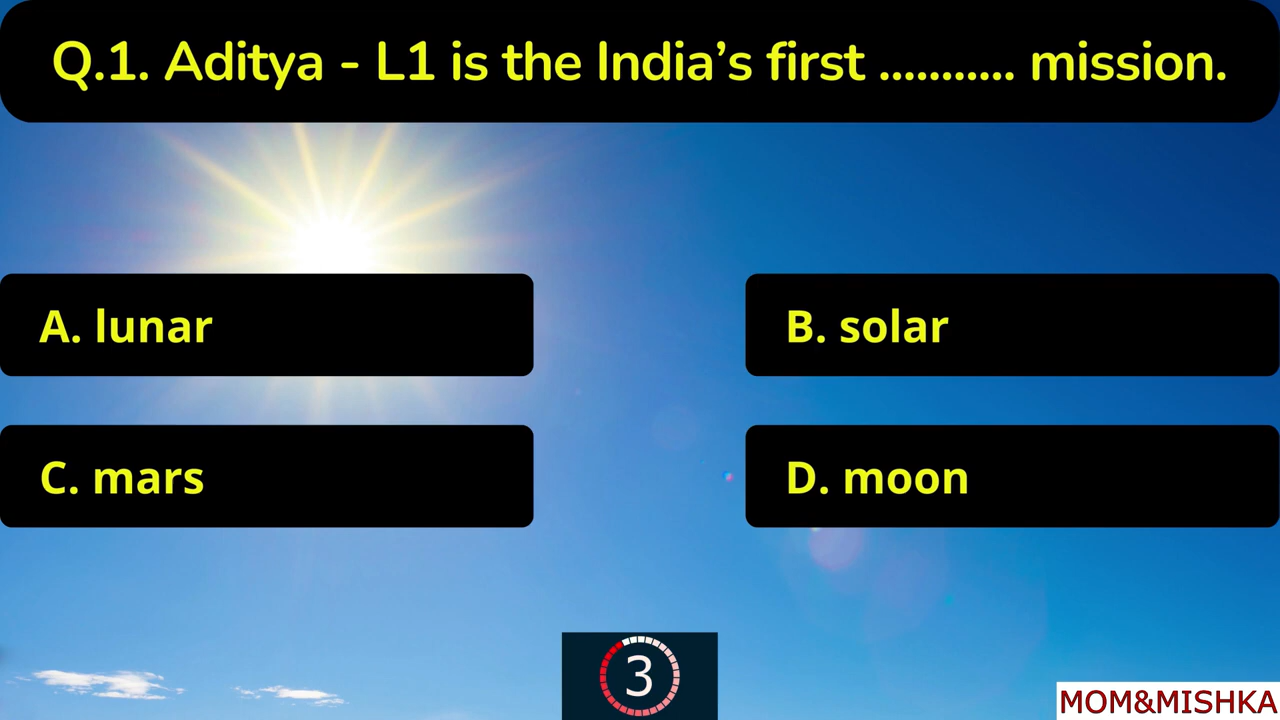 Q.1. Aditya - L1 is the India’s first ........... mission.
A. lunar
B. solar
C. mars
D. moon
3
MOM&MISHKA